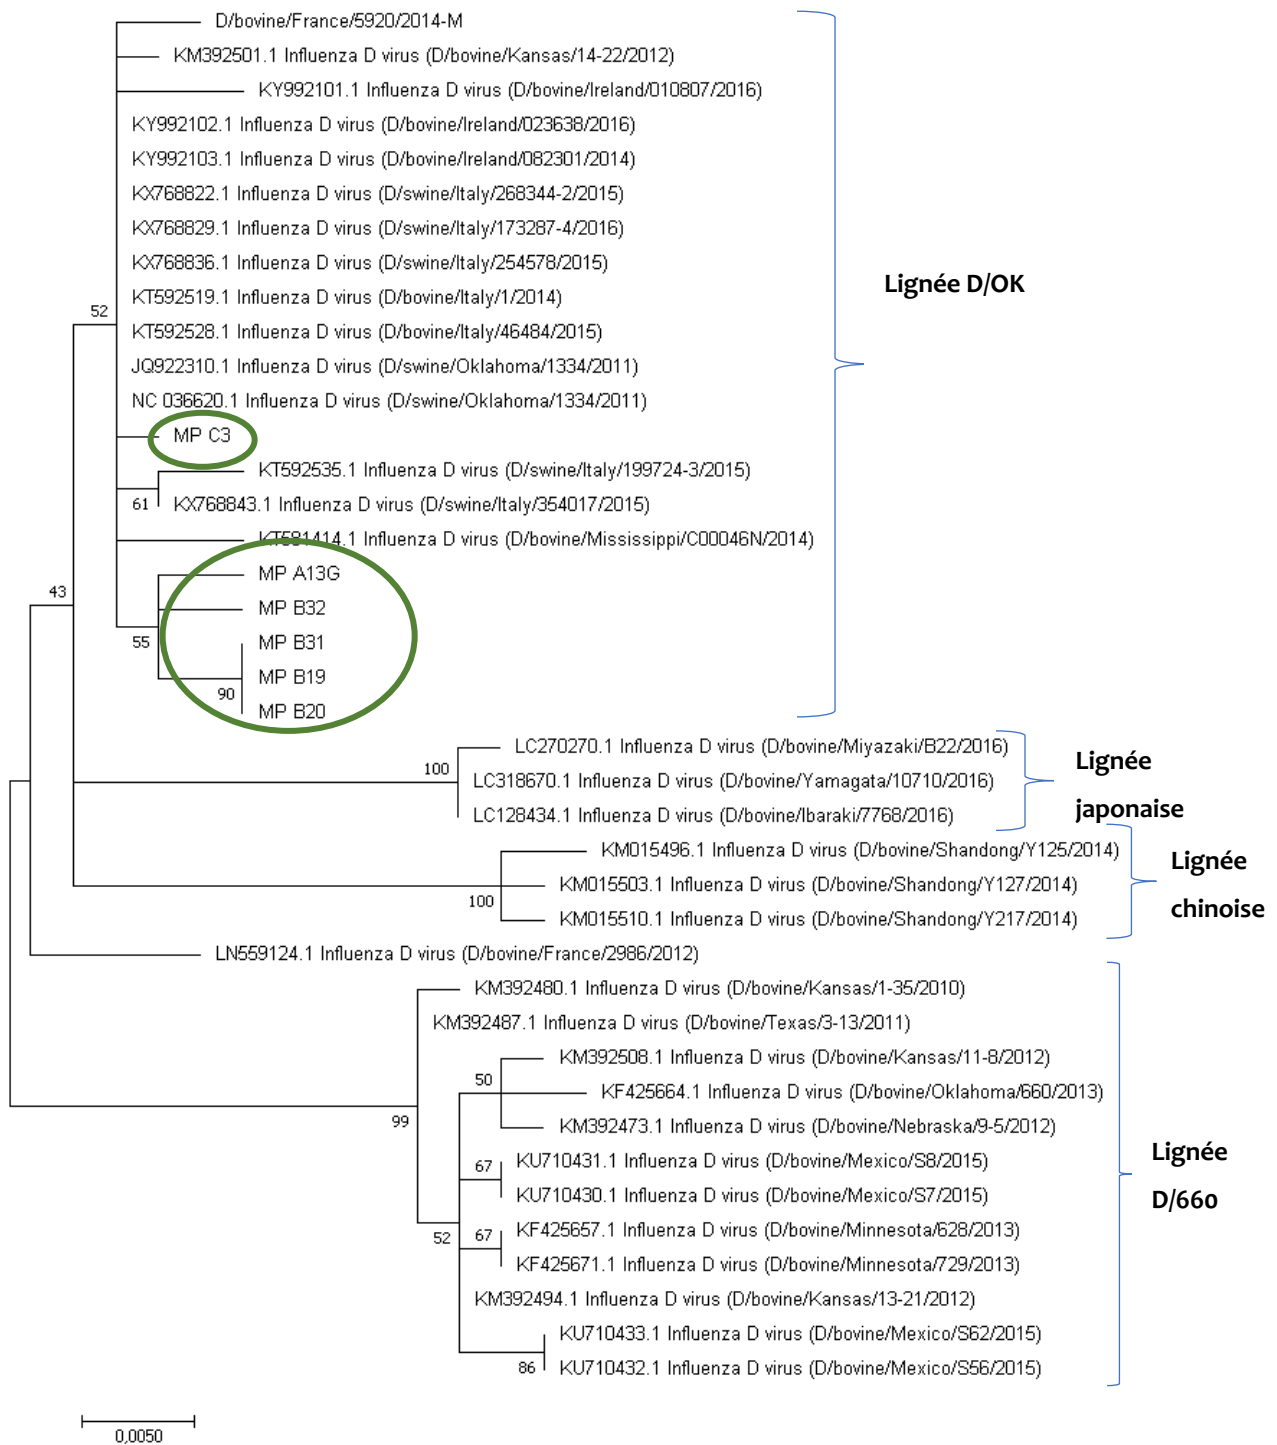 D/bovine/France/5920/2014-M
KM392501.1 Influenza D virus (D/bovine/Kansas/14-22/2012)
KY992101.1 Influenza D virus (D/bovine/Ireland/010807/2016)
KY992102.1 Influenza D virus (D/bovine/Ireland/023638/2016)
KY992103.1 Influenza D virus (D/bovine/Ireland/082301/2014)
KX768822.1 Influenza D virus (D/swine/Italy/268344-2/2015)
KX768829.1 Influenza D virus (D/swine/Italy/173287-4/2016)
KX768836.1 Influenza D virus (D/swine/Italy/254578/2015)
Lignée D/OK
KT592519.1 Influenza D virus (D/bovine/Italy/1/2014)
52
KT592528.1 Influenza D virus (D/bovine/Italy/46484/2015)
JQ922310.1 Influenza D virus (D/swine/Oklahoma/1334/2011)
NC 036620.1 Influenza D virus (D/swine/Oklahoma/1334/2011)
MP C3
KT592535.1 Influenza D virus (D/swine/Italy/199724-3/2015)
61
KX768843.1 Influenza D virus (D/swine/Italy/354017/2015)
KT581414.1 Influenza D virus (D/bovine/Mississippi/C00046N/2014)
MP A13G
43
MP B32
55
MP B31
MP B19
90
MP B20
LC270270.1 Influenza D virus (D/bovine/Miyazaki/B22/2016)
100
LC318670.1 Influenza D virus (D/bovine/Yamagata/10710/2016)
LC128434.1 Influenza D virus (D/bovine/Ibaraki/7768/2016)
Lignée
japonaise
KM015496.1 Influenza D virus (D/bovine/Shandong/Y125/2014)
KM015503.1 Influenza D virus (D/bovine/Shandong/Y127/2014)
100
KM015510.1 Influenza D virus (D/bovine/Shandong/Y217/2014)
Lignée
chinoise
LN559124.1 Influenza D virus (D/bovine/France/2986/2012)
KM392480.1 Influenza D virus (D/bovine/Kansas/1-35/2010)
KM392487.1 Influenza D virus (D/bovine/Texas/3-13/2011)
KM392508.1 Influenza D virus (D/bovine/Kansas/11-8/2012)
50
KF425664.1 Influenza D virus (D/bovine/Oklahoma/660/2013)
99
KM392473.1 Influenza D virus (D/bovine/Nebraska/9-5/2012)
67
KU710431.1 Influenza D virus (D/bovine/Mexico/S8/2015)
KU710430.1 Influenza D virus (D/bovine/Mexico/S7/2015)
Lignée
D/660
52
67
KF425657.1 Influenza D virus (D/bovine/Minnesota/628/2013)
KF425671.1 Influenza D virus (D/bovine/Minnesota/729/2013)
KM392494.1 Influenza D virus (D/bovine/Kansas/13-21/2012)
KU710433.1 Influenza D virus (D/bovine/Mexico/S62/2015)
86
KU710432.1 Influenza D virus (D/bovine/Mexico/S56/2015)
0,0050